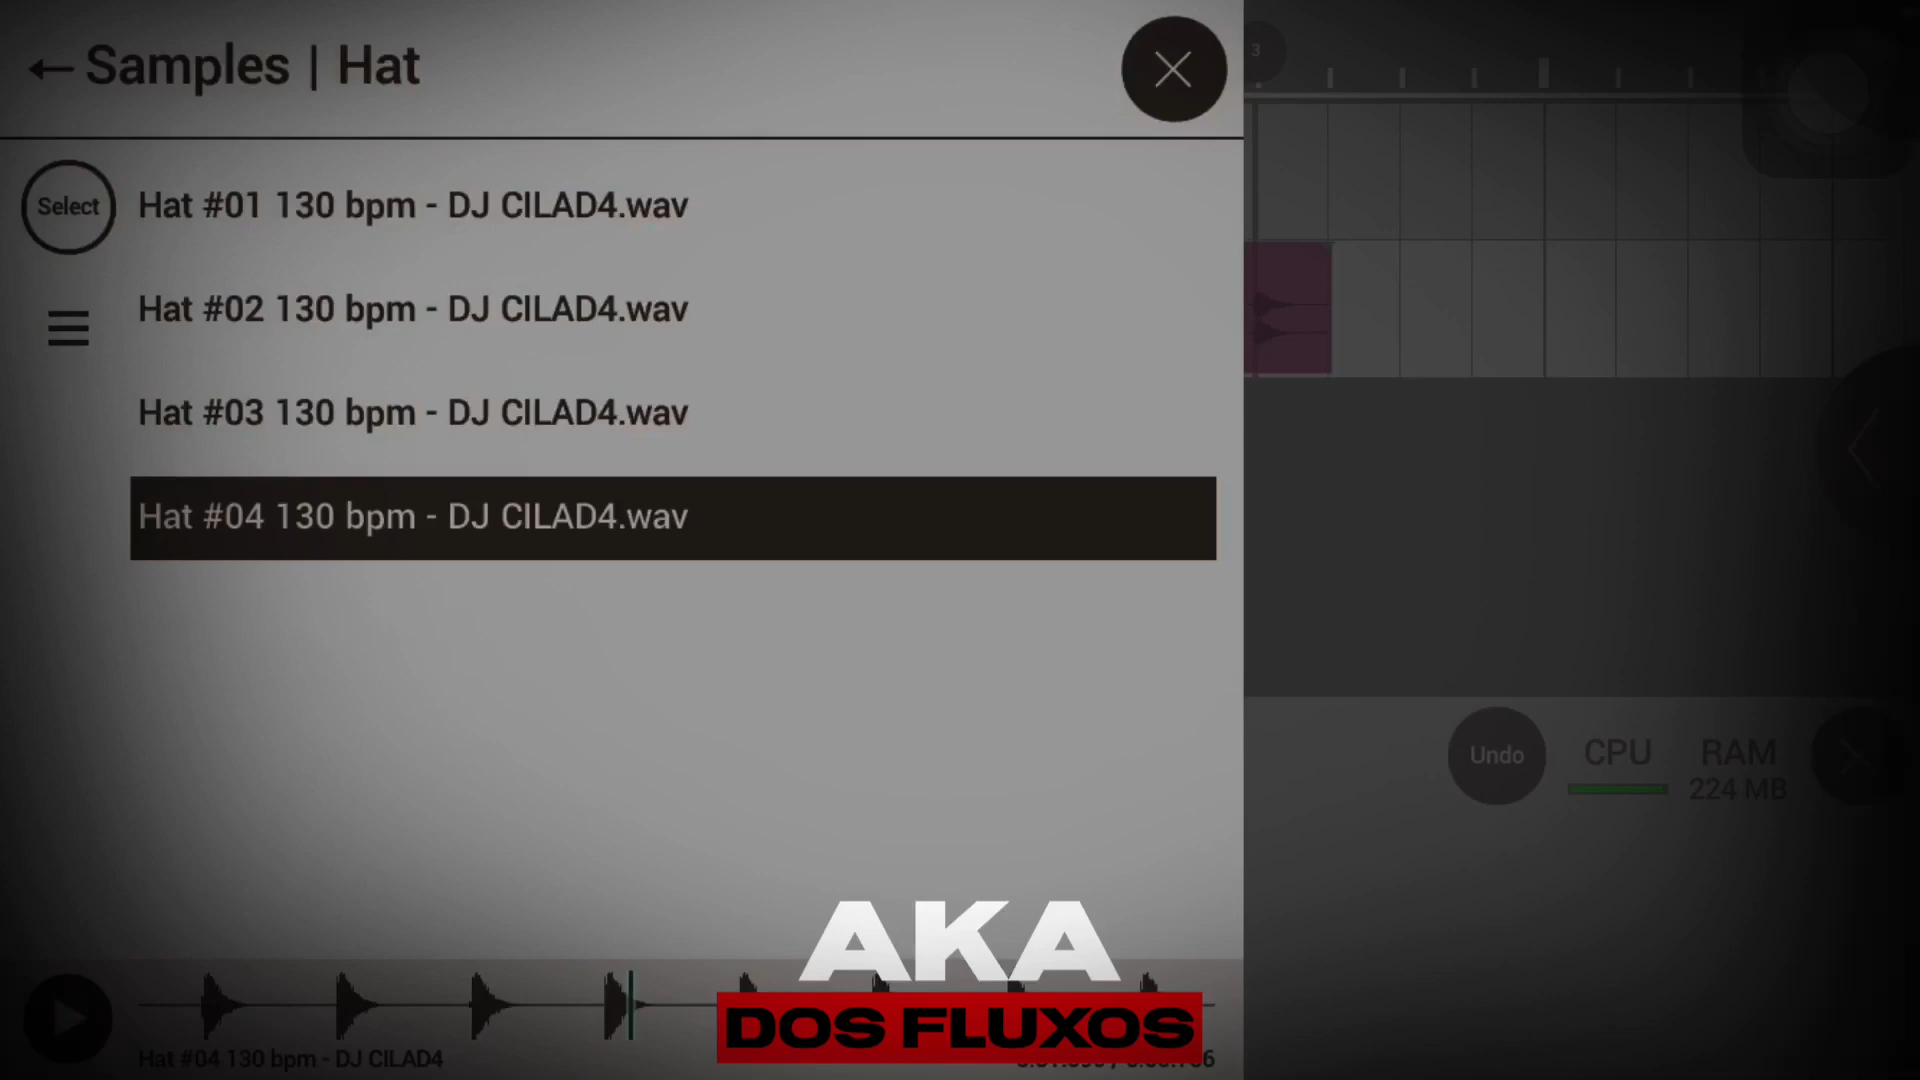 Samples | Hat
3
Select
Hat #01 130 bpm - DJ CILAD4.wav
Hat #02 130 bpm - DJ CILAD4.wav
Hat #03 130 bpm - DJ CILAD4.wav
Hat #04 130 bpm - DJ CILAD4.wav
Undo
CPU
RAM
224 MB
AKA
DOS FLUXOS
Hat #04 130 bpm - DJ CILAD4